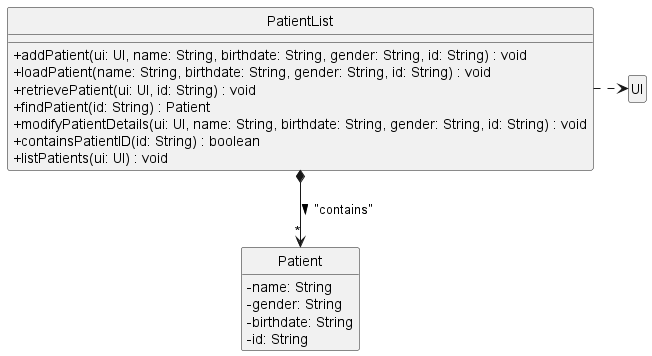 PatientList
+addPatient(ui: UI, name: String, birthdate: String, gender: String, id: String) : void
+loadPatient(name: String, birthdate: String, gender: String, id: String) : void
+retrievePatient(ui: UI, id: String) : void
+findPatient(id: String) : Patient
+modifyPatientDetails(ui: UI, name: String, birthdate: String, gender: String, id: String) : void
+containsPatientID(id: String) : boolean
+listPatients(ui: UI) : void
UI
"contains"
*
Patient
-name: String
-gender: String
-birthdate: String
-id: String